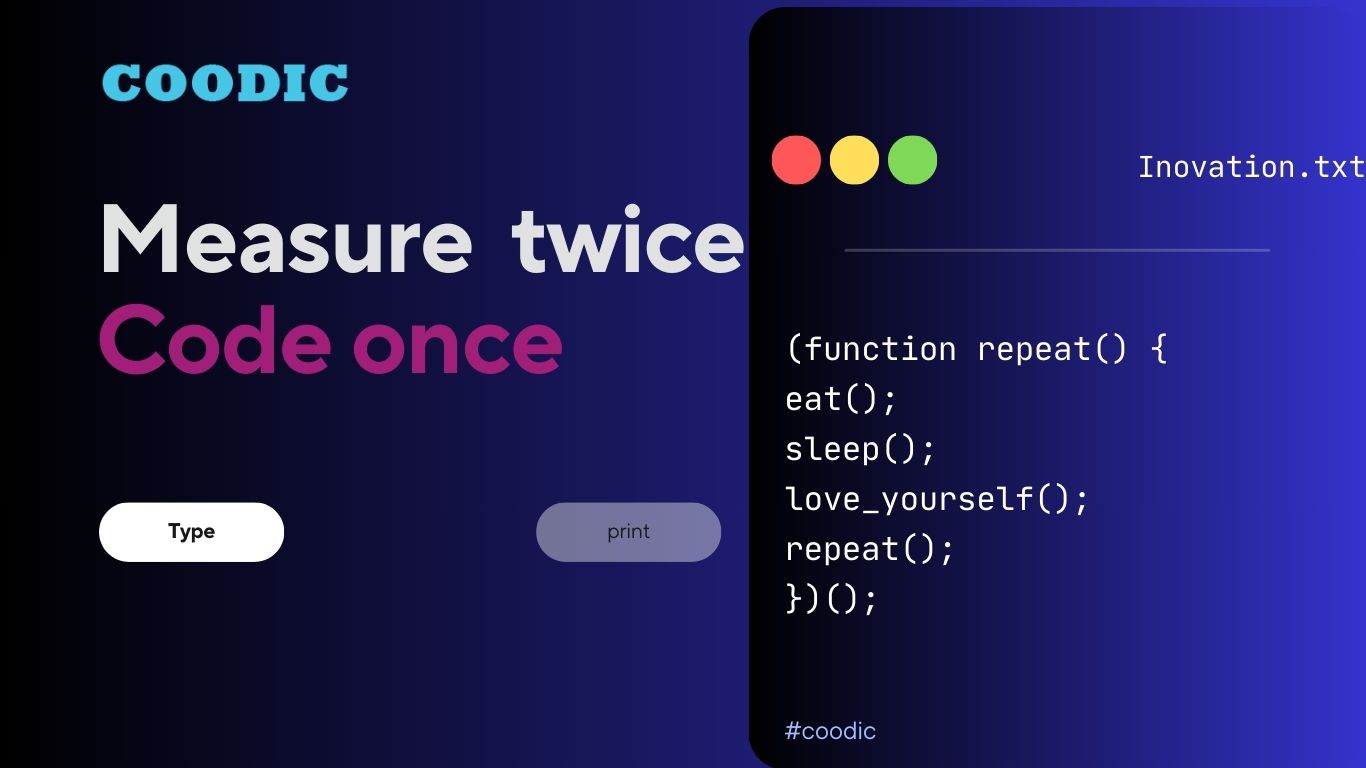 COODIC
Measure twice
Code once
Type
print
Inovation.txt
(function repeat() {
eat();
sleep();
love_yourself();
repeat();
})();
#coodic